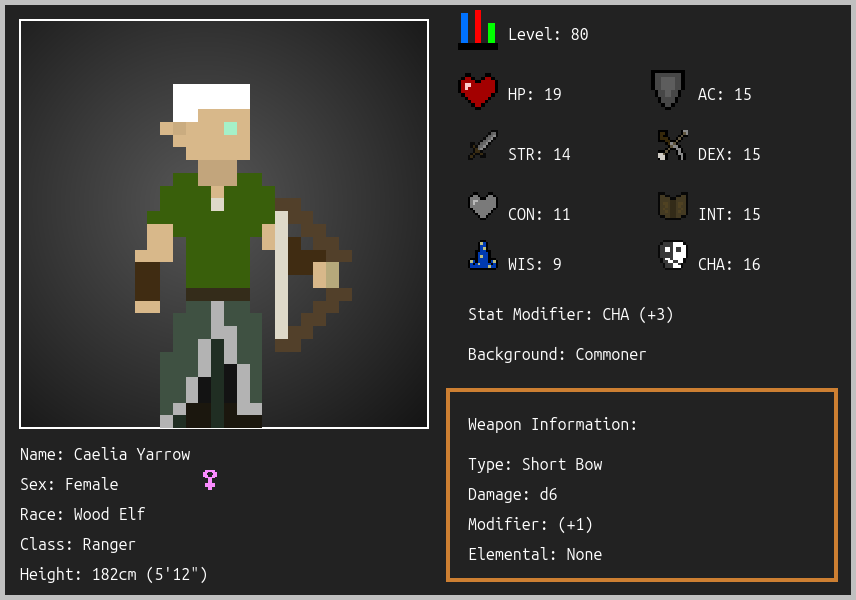 Level: 80
HP: 19
AC: 15
STR: 14
DEX: 15
CON: 11
INT: 15
WIS: 9
CHA: 16
Stat Modifier: CHA (+3)
Background: Commoner
Weapon Information:
Type: Short Bow
Damage: d6
Modifier: (+1)
Elemental: None
Name: Caelia Yarrow
Sex: Female
Race: Wood Elf
Class: Ranger
Height: 182cm (5'12")